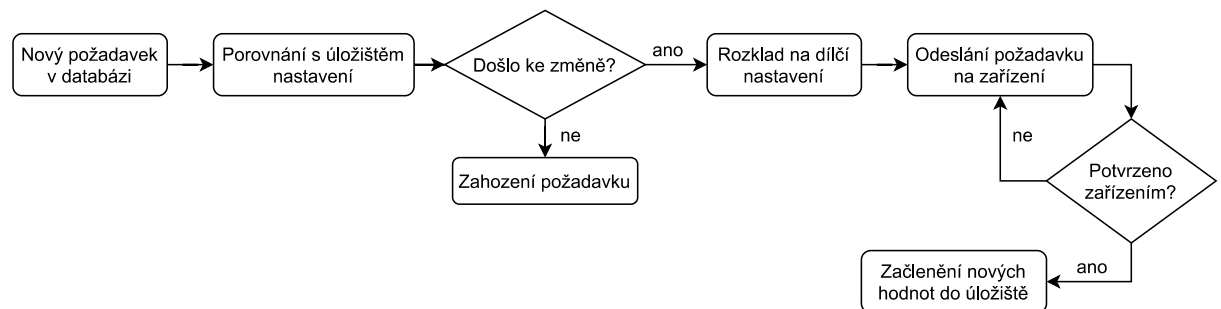 Nový požadavek
v databázi
Porovnání s úložištěm
nastavení
Došlo ke změně?
ano
Rozklad na dílčí
nastavení
Odeslání požadavku
na zařízení
ne
Zahození požadavku
ne
Potvrzeno
zařízením?
ano
Začlenění nových
hodnot do úložiště